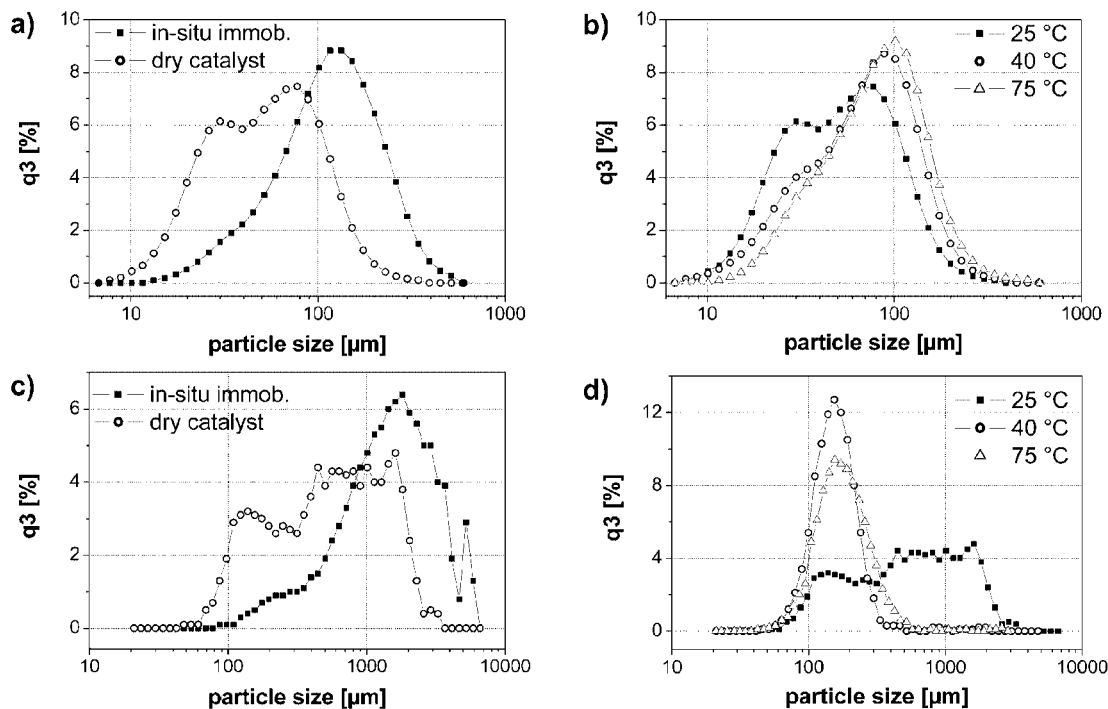 a)
in-situ immob.
dry catalyst
q3 [%]
10
8
6
4
2
0
10
100
1000
particle size [µm]
b)
25 °C
40 °C
75 °C
q3 [%]
10
8
6
4
2
0
10
100
1000
particle size [µm]
c)
in-situ immob.
dry catalyst
q3 [%]
6
4
2
0
10
100
1000
10000
particle size [µm]
d)
25 °C
40 °C
75 °C
q3 [%]
12
8
4
0
10
100
1000
10000
particle size [µm]